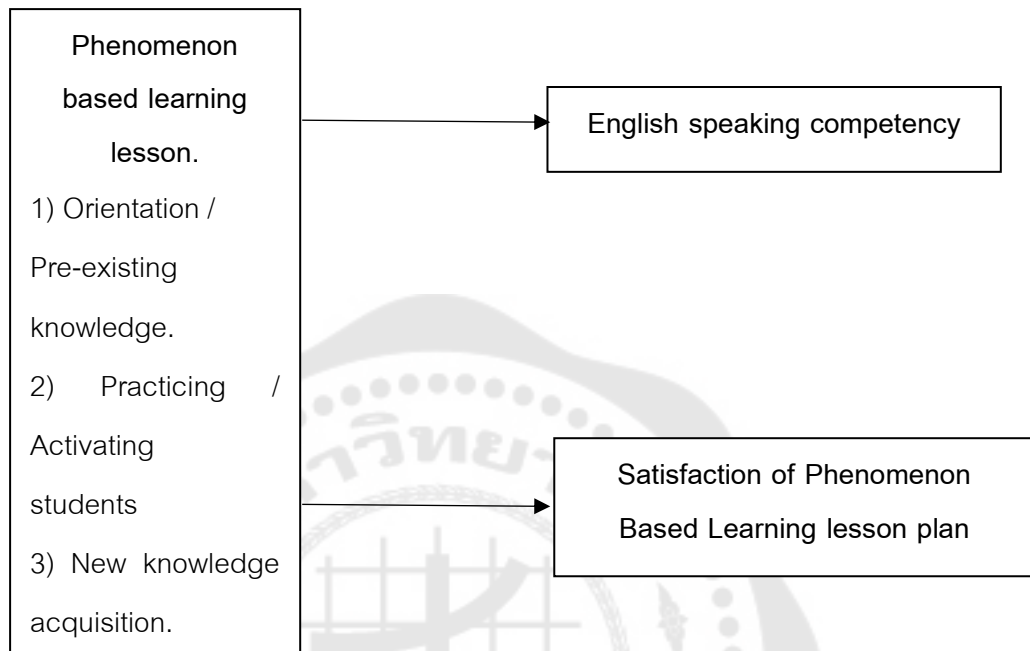 Phenomenon
based learning
lesson.
1) Orientation /
Pre-existing
knowledge.
2) Practicing /
Activating
students
3) New knowledge
acquisition.
English speaking competency
Satisfaction of Phenomenon
Based Learning lesson plan